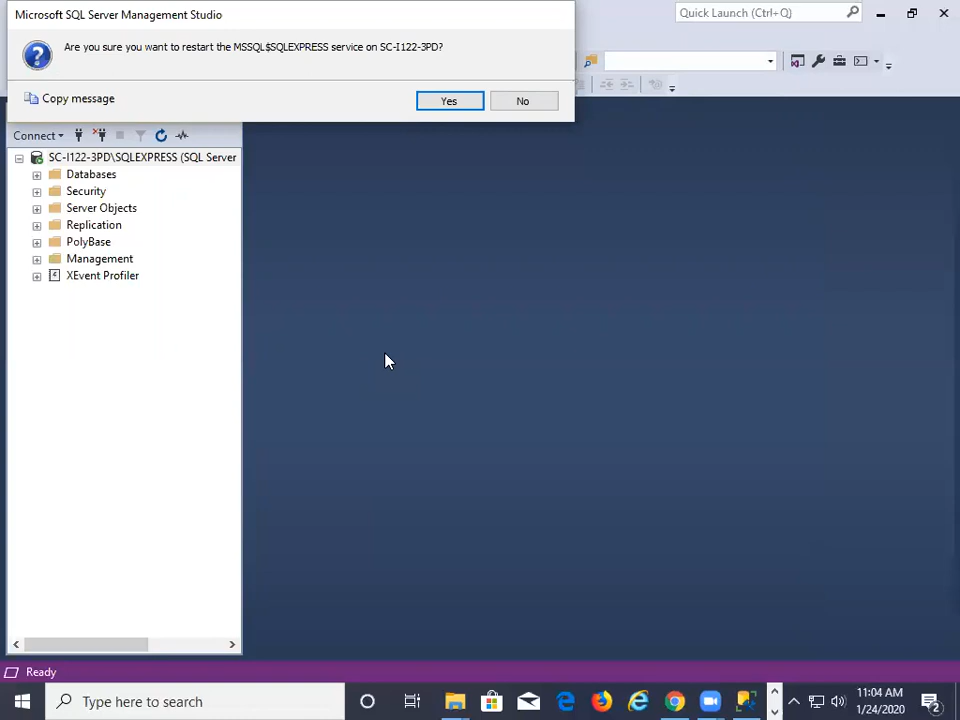 Microsoft SQL Server Management Studio
Quick Launch (Ctrl+Q)
Are you sure you want to restart the MSSQL$SQLEXPRESS service on SC-I122-3PD?
Copy message
Yes
No
Connect
SC-I122-3PD\SQLEXPRESS (SQL Server
Databases
Security
Server Objects
Replication
PolyBase
Management
XEvent Profiler
Ready
Type here to search
11:04 AM
1/24/2020
2